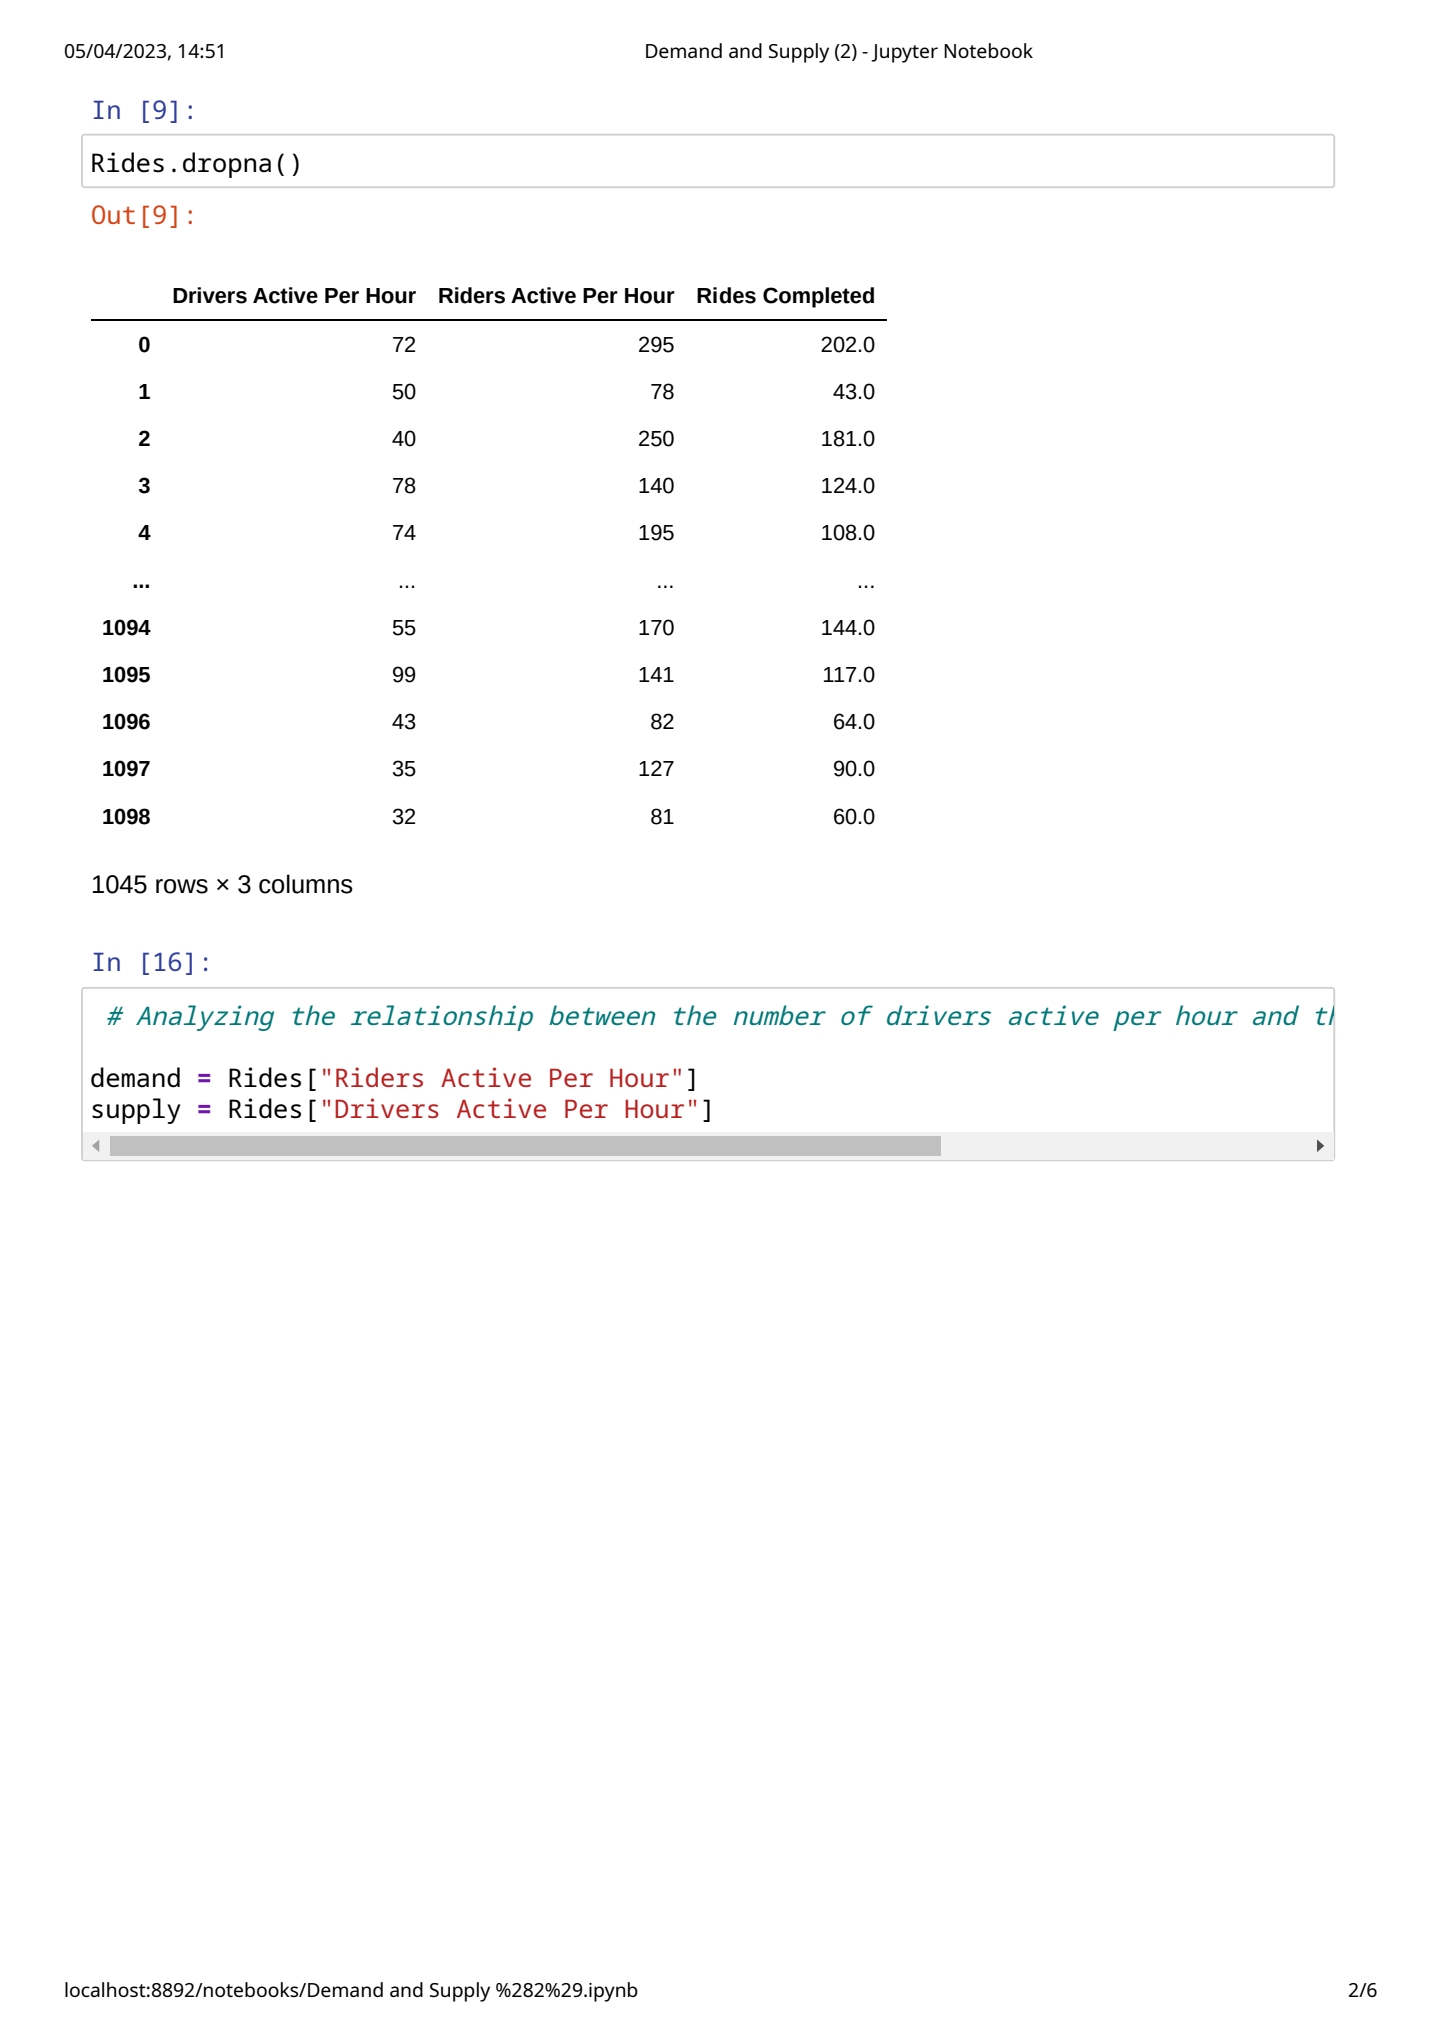 05/04/2023, 14:51 Demand and Supply (2) - Jupyter Notebook
In [9]:
Rides.dropna()
Out[9]:
Drivers Active Per Hour Riders Active Per Hour Rides Completed
0 72 295 202.0
1 50 78 43.0
2 40 250 181.0
3 78 140 124.0
4 74 195 108.0
... ... ... ...
1094 55 170 144.0
1095 99 141 117.0
1096 43 82 64.0
1097 35 127 90.0
1098 32 81 60.0
1045 rows × 3 columns
In [16]:
# Analyzing the relationship between the number of drivers active per hour and
demand = Rides["Riders Active Per Hour"]
supply = Rides["Drivers Active Per Hour"]
localhost:8892/notebooks/Demand and Supply %282%29.ipynb 2/6